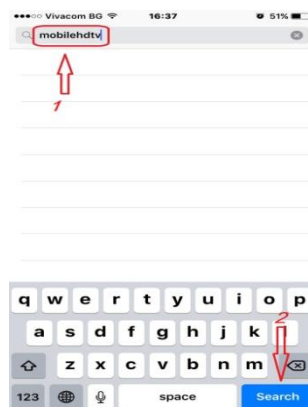 Vivacom BG 16:37 51%
mobilehdtv
1
q w e r t y u i o p
a s d f g h j k
2
z x c v b n m
123 space Search